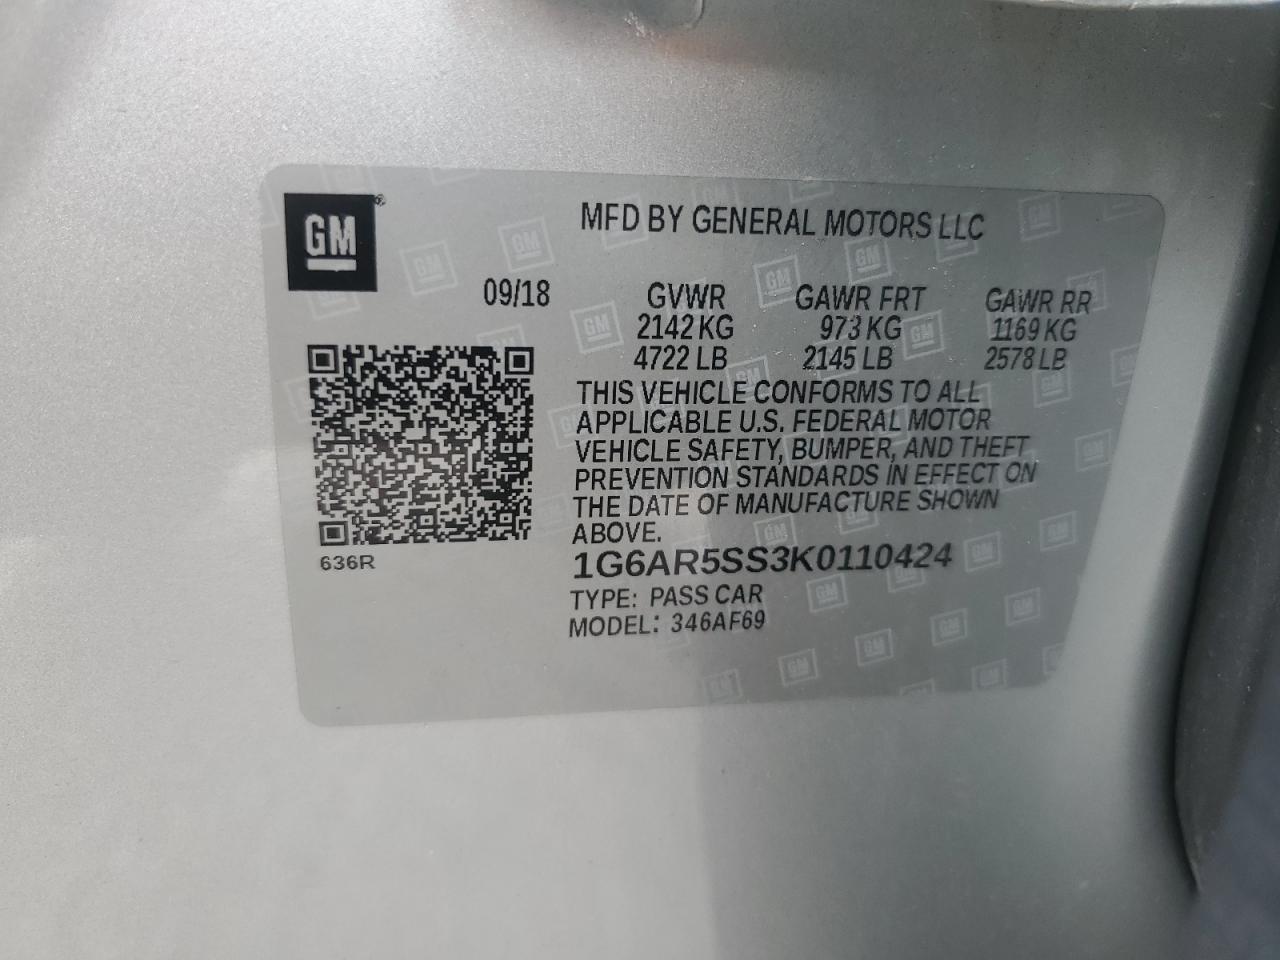 GM
MFD BY GENERAL MOTORS LLC
09/18 GVWR GAWR FRT GAWR RR
2142 KG 973 KG 1169 KG
4722 LB 2145 LB 2578 LB
THIS VEHICLE CONFORMS TO ALL
APPLICABLE U.S. FEDERAL MOTOR
VEHICLE SAFETY, BUMPER, AND THEFT
PREVENTION STANDARDS IN EFFECT ON
THE DATE OF MANUFACTURE SHOWN
ABOVE.
636R
1G6AR5SS3K0110424
TYPE: PASS CAR
MODEL: 346AF69